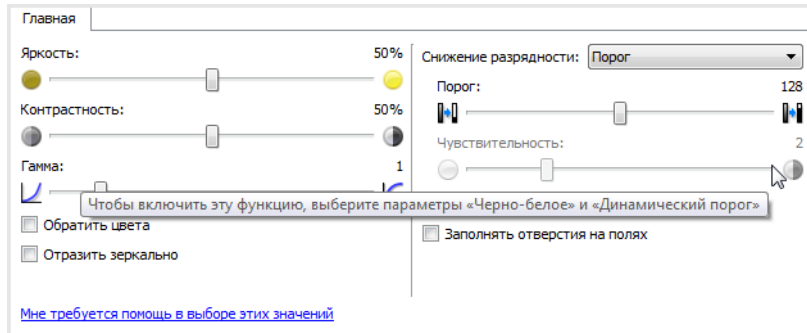 Главная
Яркость: 50%
Контрастность: 50%
Гамма: 1
Обратить цвета
Отразить зеркально
Мне требуется помощь в выборе этих значений
Снижение разрядности: Порог
Порог: 128
Чувствительность: 2
Чтобы включить эту функцию, выберите параметры «Черно-белое» и «Динамический порог»
Заполнять отверстия на полях